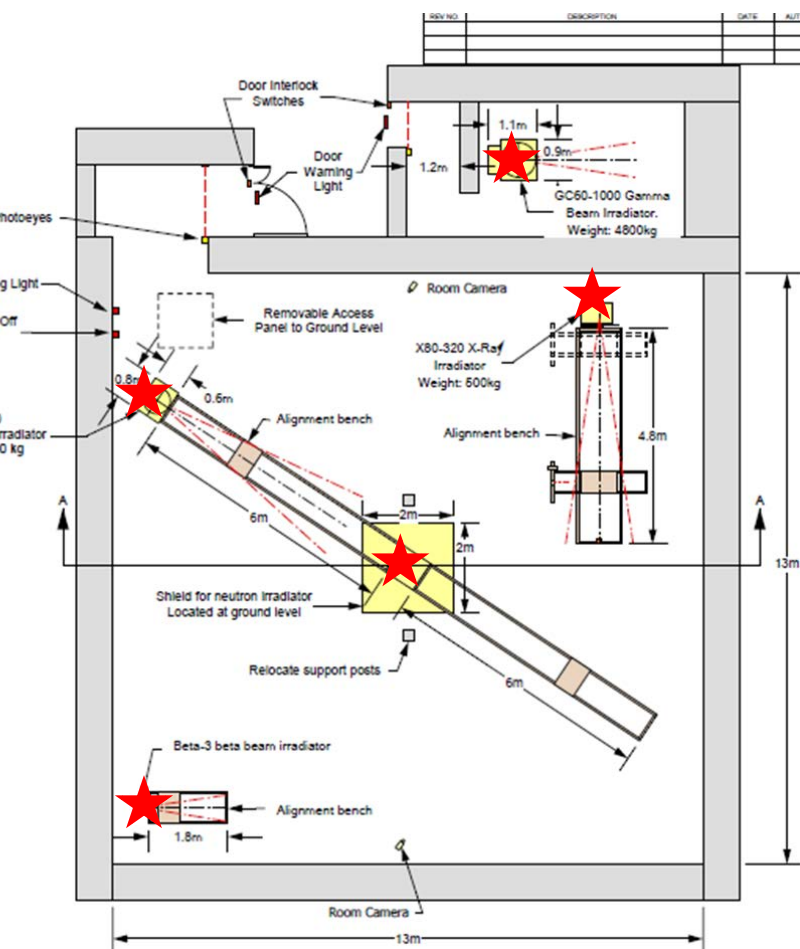 REV NO.
DESCRIPTION
DATE
Door Interlock
Switches
1.1m
0.9m
1.2m
Door
Warning
Light
GC60-1000 Gamma
Beam Irradiator.
Weight: 4800kg
hotoeyes
Room Camera
g Light
Off
Removable Access
Panel to Ground Level
X80-320 X-Ray
Irradiator
Weight: 500kg
0.8m
0.6m
Alignment bench
rradiator
0 kg
Alignment bench
4.8m
A
A
2m
6m
2m
13m
Shield for neutron Irradiator
Located at ground level
Relocate support posts
6m
Beta-3 beta beam irradiator
Alignment bench
1.8m
Room Camera
13m